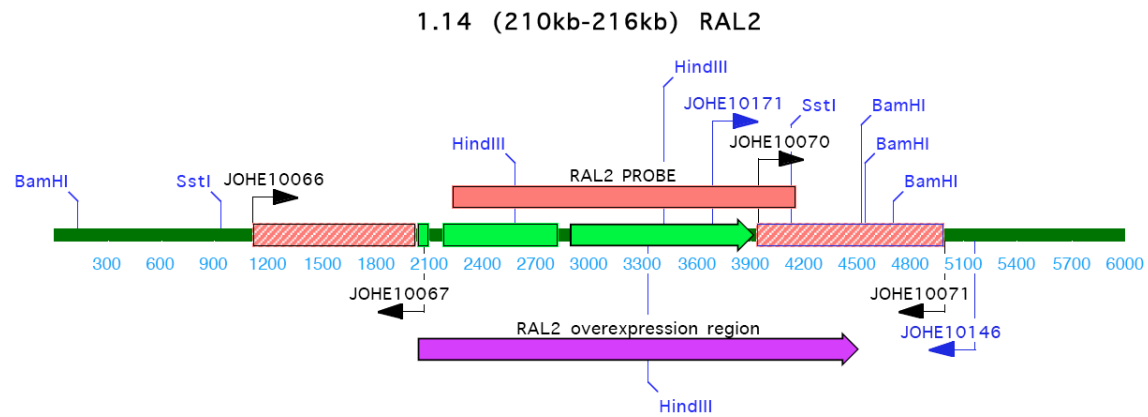 1.14 (210kb-216kb) RAL2
HindIII
JOHE10171
SstI
BamHI
HindIII
JOHE10070
BamHI
BamHI
SstI
JOHE10066
RAL2 PROBE
BamHI
300 600 900 1200 1500 1800 2100 2400 2700 3000 3300 3600 3900 4200 4500 4800 5100 5400 5700 6000
JOHE10067
JOHE10071
RAL2 overexpression region
JOHE10146
HindIII